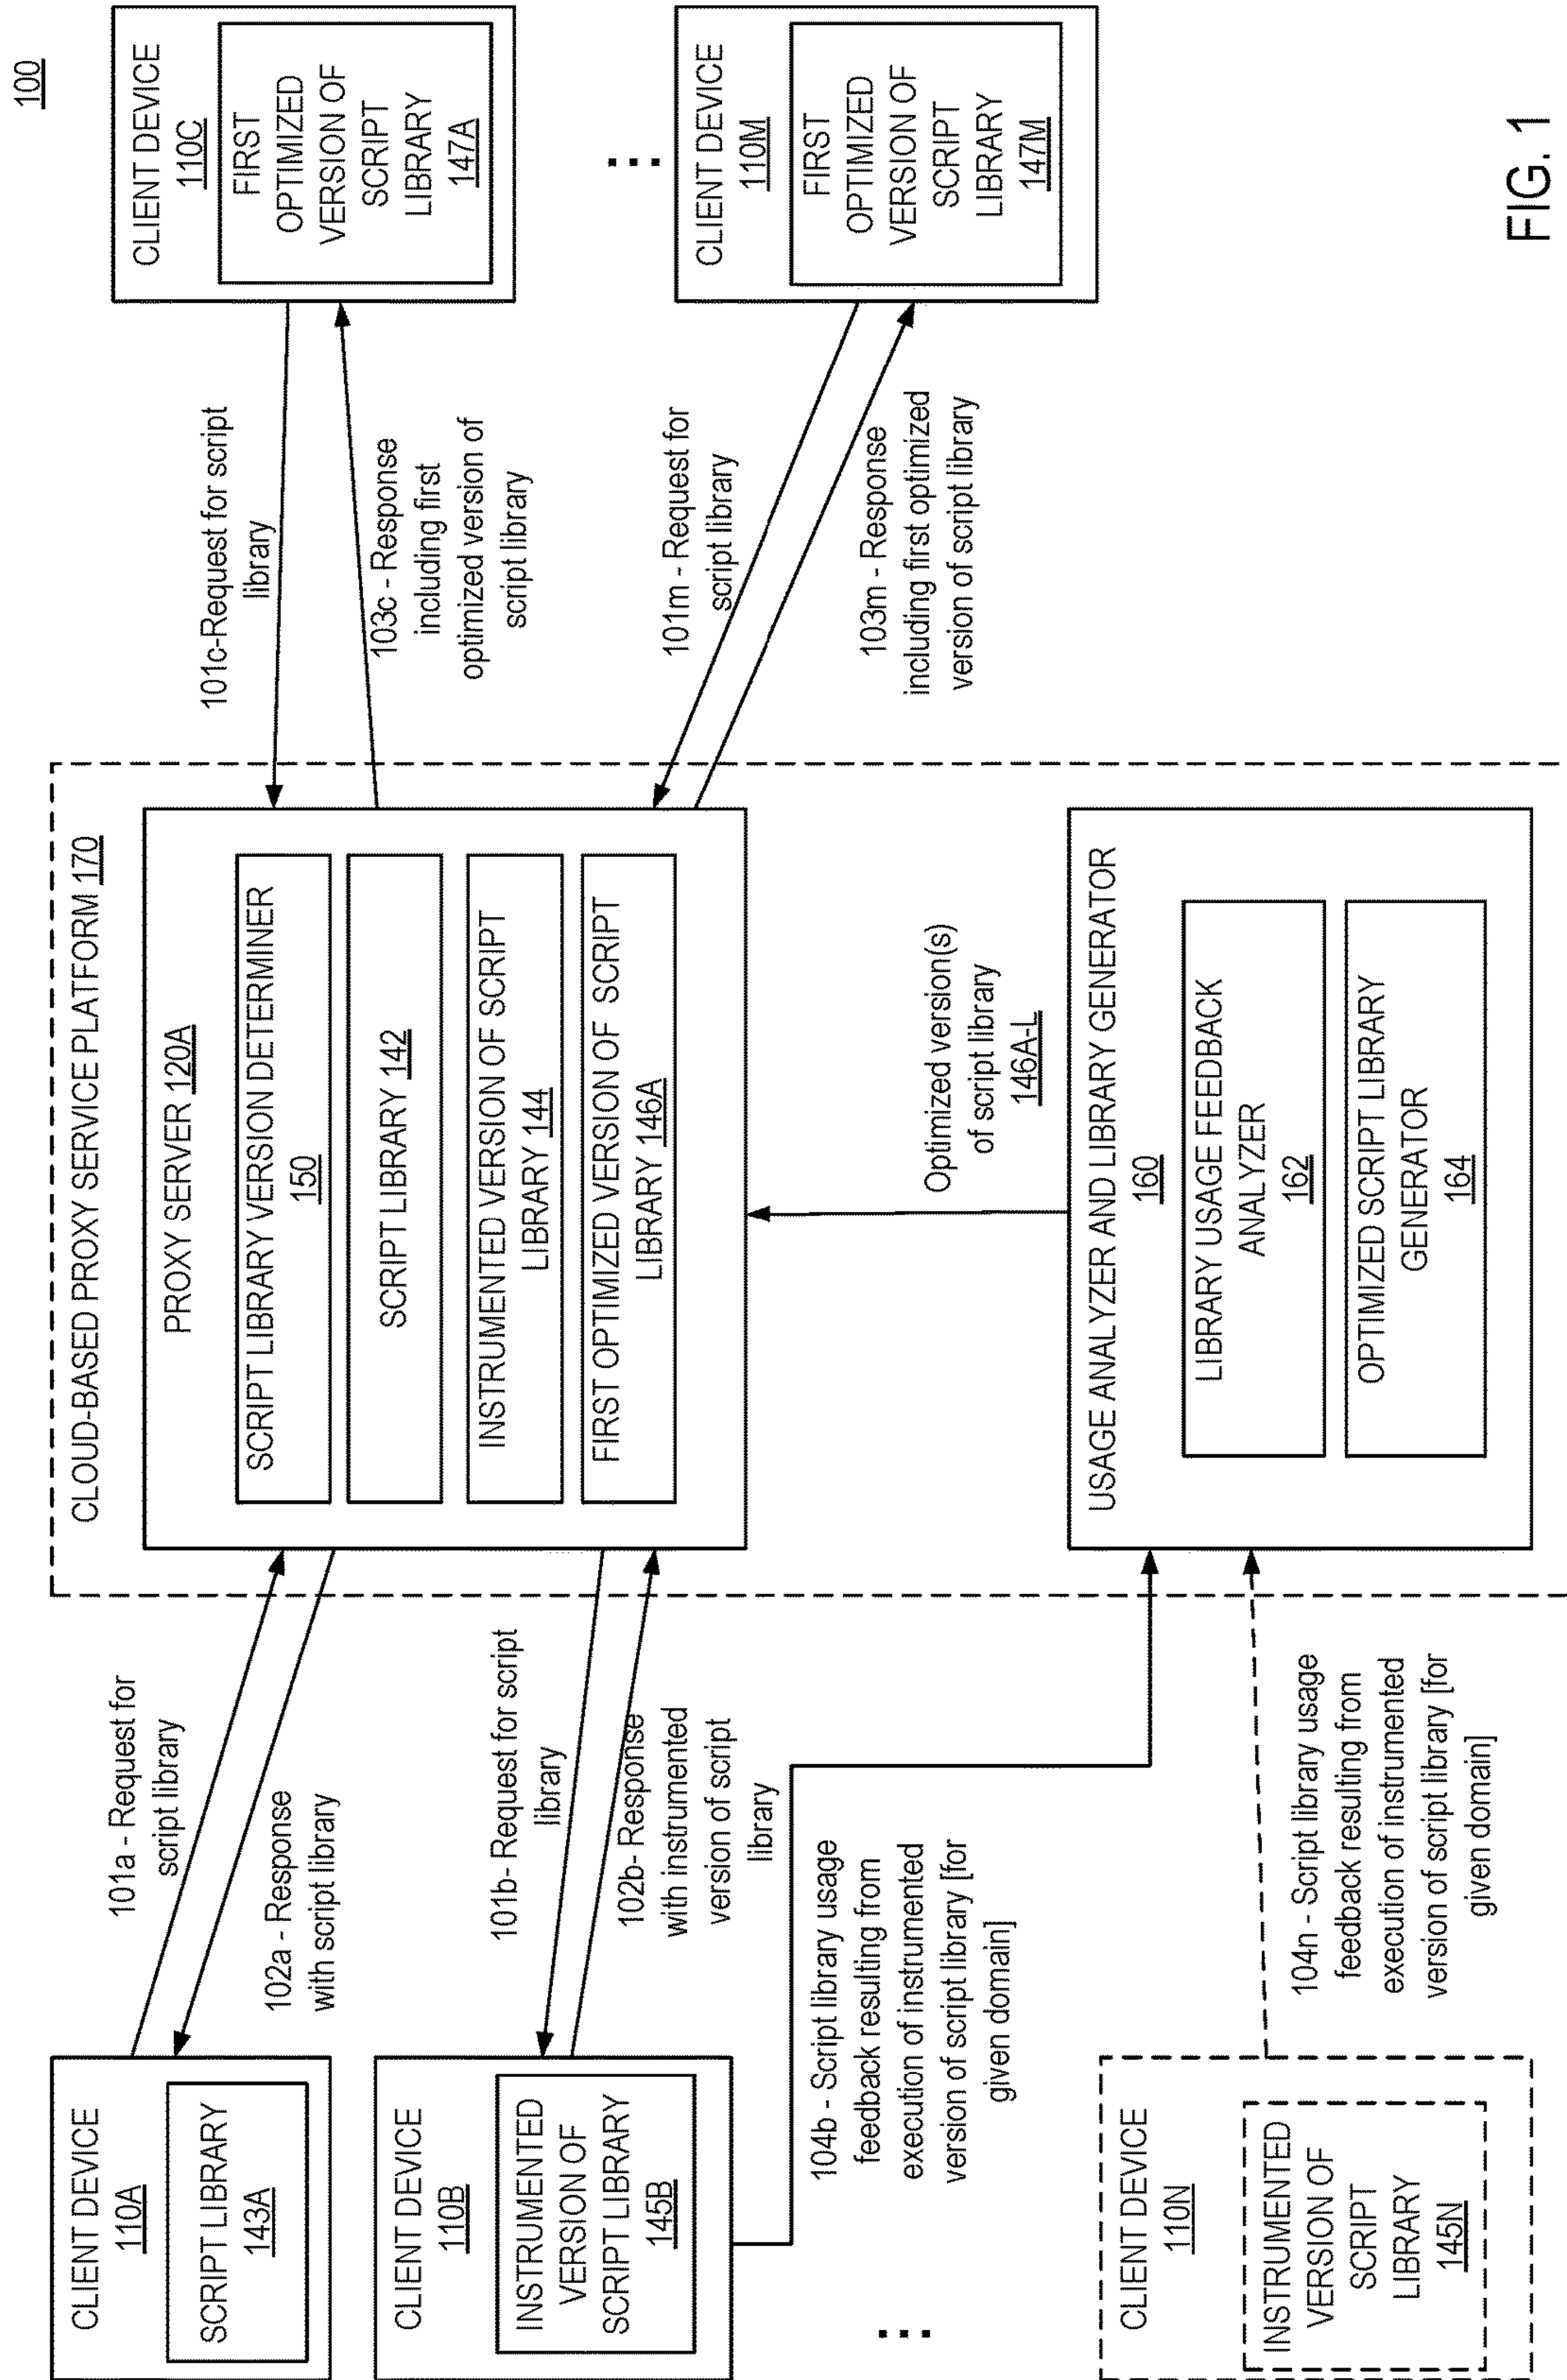 100
CLIENT DEVICE
110A
SCRIPT LIBRARY
143A
CLIENT DEVICE
110B
INSTRUMENTED
VERSION OF
SCRIPT LIBRARY
145B
CLIENT DEVICE
110N
INSTRUMENTED
VERSION OF
SCRIPT
LIBRARY
145N
101a - Request for
script library
102a - Response
with script library
101b- Request for script
library
102b- Response
with instrumented
version of script
library
104b - Script library usage
feedback resulting from
execution of instrumented
version of script library [for
given domain]
104n - Script library usage
feedback resulting from
execution of instrumented
version of script library [for
given domain]
CLOUD-BASED PROXY SERVICE PLATFORM 170
PROXY SERVER 120A
SCRIPT LIBRARY VERSION DETERMINER
150
SCRIPT LIBRARY 142
INSTRUMENTED VERSION OF SCRIPT
LIBRARY 144
FIRST OPTIMIZED VERSION OF SCRIPT
LIBRARY 146A
Optimized version(s)
of script library
146A-L
USAGE ANALYZER AND LIBRARY GENERATOR
160
LIBRARY USAGE FEEDBACK
ANALYZER
162
OPTIMIZED SCRIPT LIBRARY
GENERATOR
164
101c-Request for script
library
103c - Response
including first
optimized version of
script library
101m - Request for
script library
103m - Response
including first optimized
version of script library
CLIENT DEVICE
110C
FIRST
OPTIMIZED
VERSION OF
SCRIPT
LIBRARY
147A
CLIENT DEVICE
110M
FIRST
OPTIMIZED
VERSION OF
SCRIPT
LIBRARY
147M
FIG. 1